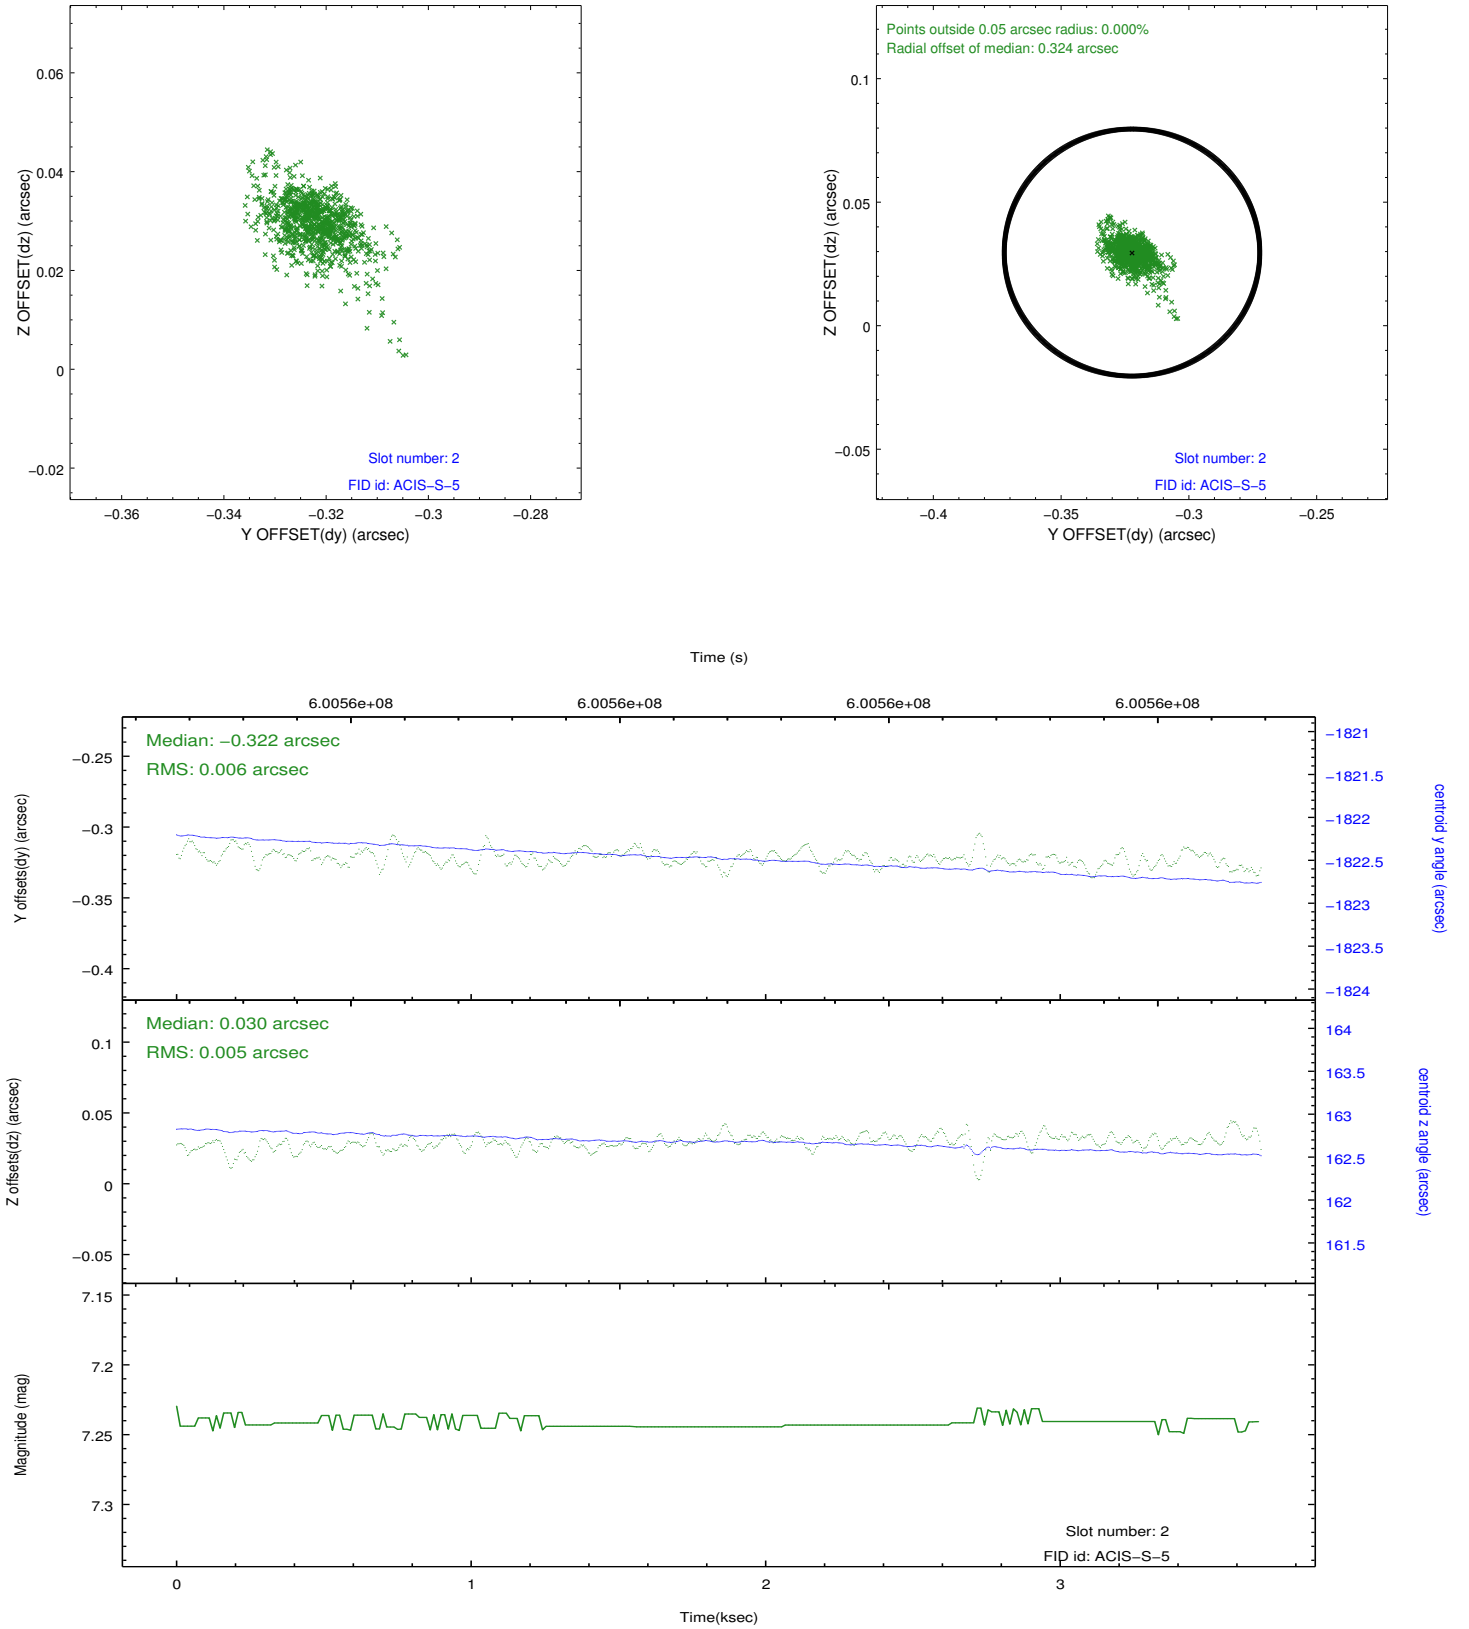 0.06
0.04
0.02
0
−0.02
Z OFFSET(dz) (arcsec)
Slot number: 2
FID id: ACIS−S−5
−0.36
−0.34
−0.32
−0.3
−0.28
Y OFFSET(dy) (arcsec)
Points outside 0.05 arcsec radius: 0.000%
Radial offset of median: 0.324 arcsec
0.1
0.05
0
−0.05
Z OFFSET(dz) (arcsec)
Slot number: 2
FID id: ACIS−S−5
−0.4
−0.35
−0.3
−0.25
Y OFFSET(dy) (arcsec)
Time (s)
6.0056e+08
6.0056e+08
6.0056e+08
6.0056e+08
Median: −0.322 arcsec
RMS: 0.006 arcsec
−0.25
−0.3
−0.35
−0.4
Y offsets(dy) (arcsec)
−1821
−1821.5
−1822
−1822.5
−1823
−1823.5
−1824
centroid y angle (arcsec)
Median: 0.030 arcsec
RMS: 0.005 arcsec
0.1
0.05
0
−0.05
Z offsets(dz) (arcsec)
164
163.5
163
162.5
162
161.5
centroid z angle (arcsec)
7.15
7.2
7.25
7.3
Magnitude (mag)
Slot number: 2
FID id: ACIS−S−5
0
1
2
3
Time(ksec)